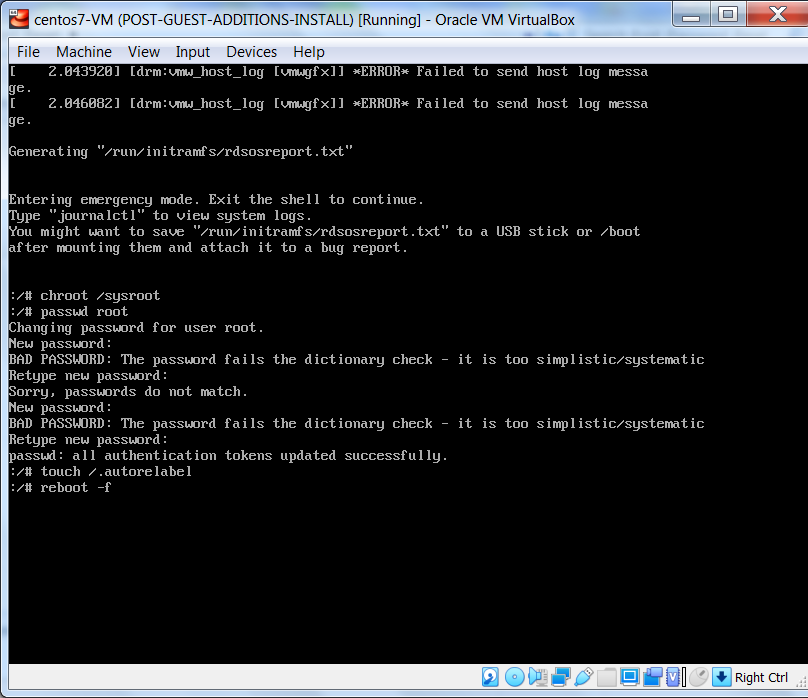 centos7-VM (POST-GUEST-ADDITIONS-INSTALL) [Running] - Oracle VM VirtualBox
File Machine View Input Devices Help
[    2.043920] [drm:vmw_host_log [vmwgfx]] *ERROR* Failed to send host log messa
ge.
[    2.046082] [drm:vmw_host_log [vmwgfx]] *ERROR* Failed to send host log messa
ge.
Generating "/run/initramfs/rdsosreport.txt"
Entering emergency mode. Exit the shell to continue.
Type "journalctl" to view system logs.
You might want to save "/run/initramfs/rdsosreport.txt" to a USB stick or /boot
after mounting them and attach it to a bug report.
:/# chroot /sysroot
:/# passwd root
Changing password for user root.
New password:
BAD PASSWORD: The password fails the dictionary check - it is too simplistic/systematic
Retype new password:
Sorry, passwords do not match.
New password:
BAD PASSWORD: The password fails the dictionary check - it is too simplistic/systematic
Retype new password:
passwd: all authentication tokens updated successfully.
:/# touch /.autorelabel
:/# reboot -f
Right Ctrl